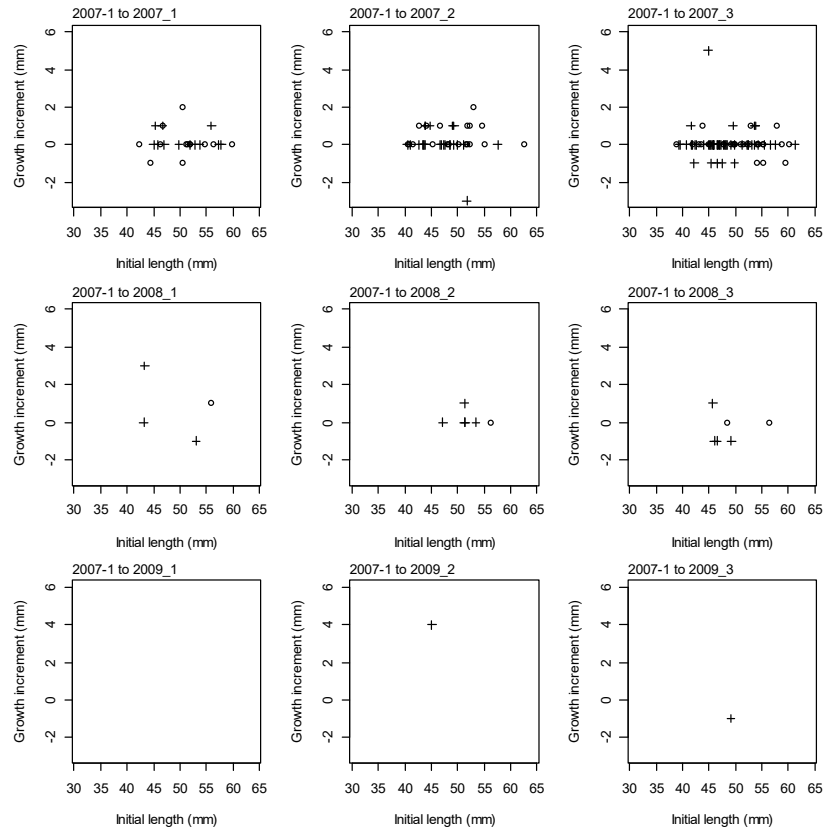 2007-1 to 2007_1 2007-1 to 2007_2 2007-1 to 2007_3
Growth increment (mm) Growth increment (mm) Growth increment (mm)
6 6 6
4 4 4
2 2 2
0 0 0
-2 -2 -2
30 35 40 45 50 55 60 65 30 35 40 45 50 55 60 65 30 35 40 45 50 55 60 65
Initial length (mm) Initial length (mm) Initial length (mm)
2007-1 to 2008_1 2007-1 to 2008_2 2007-1 to 2008_3
Growth increment (mm) Growth increment (mm) Growth increment (mm)
6 6 6
4 4 4
2 2 2
0 0 0
-2 -2 -2
30 35 40 45 50 55 60 65 30 35 40 45 50 55 60 65 30 35 40 45 50 55 60 65
Initial length (mm) Initial length (mm) Initial length (mm)
2007-1 to 2009_1 2007-1 to 2009_2 2007-1 to 2009_3
Growth increment (mm) Growth increment (mm) Growth increment (mm)
6 6 6
4 4 4
2 2 2
0 0 0
-2 -2 -2
30 35 40 45 50 55 60 65 30 35 40 45 50 55 60 65 30 35 40 45 50 55 60 65
Initial length (mm) Initial length (mm) Initial length (mm)